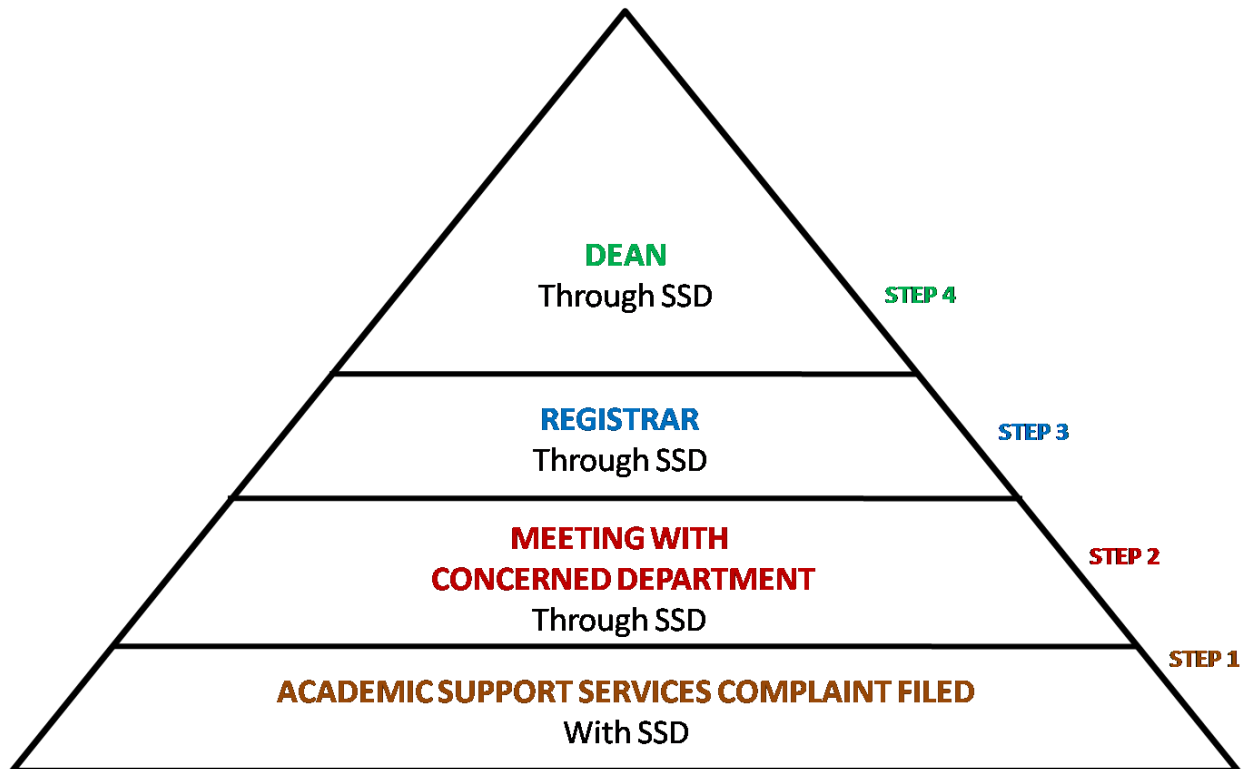 DEAN
Through SSD
STEP 4
REGISTRAR
Through SSD
STEP 3
MEETING WITH
CONCERNED DEPARTMENT
Through SSD
STEP 2
ACADEMIC SUPPORT SERVICES COMPLAINT FILED
With SSD
STEP 1